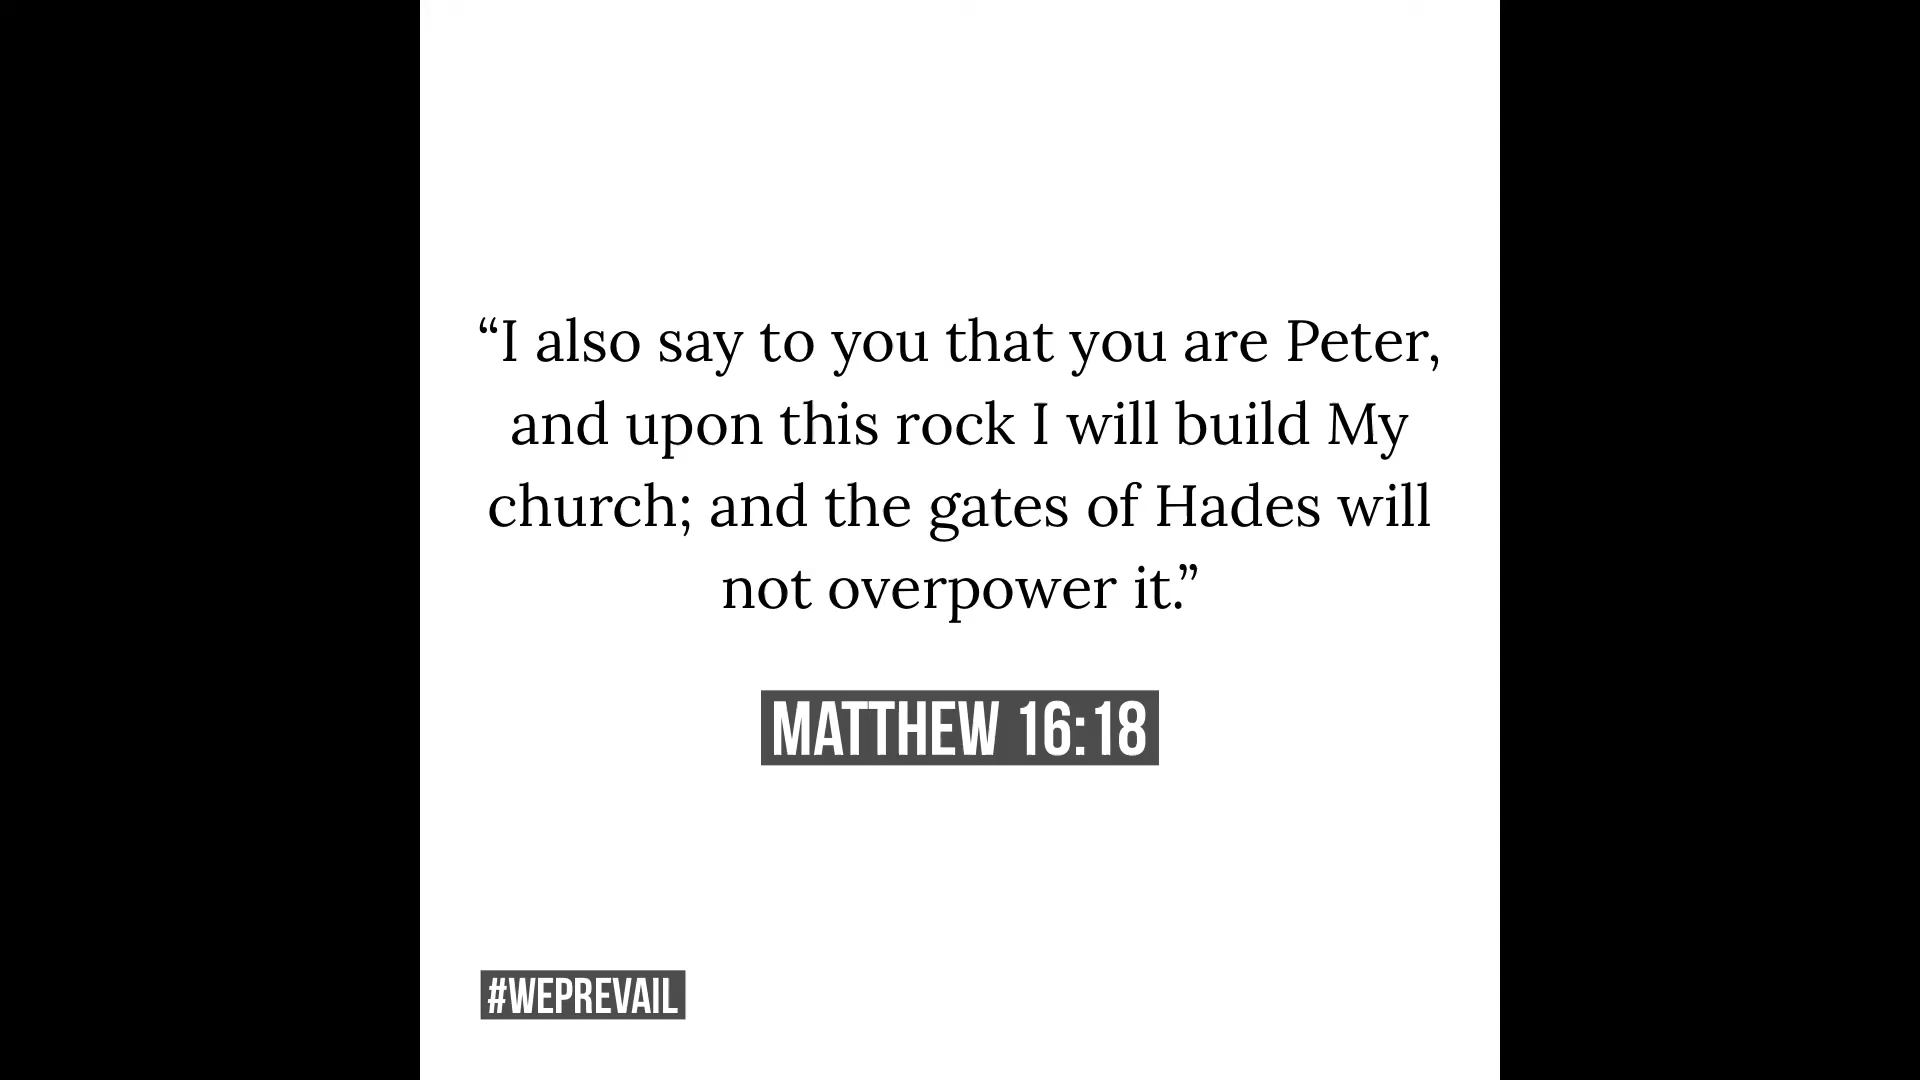 “I also say to you that you are Peter,
and upon this rock I will build My
church; and the gates of Hades will
not overpower it.”
MATTHEW 16:18
#WEPREVAIL